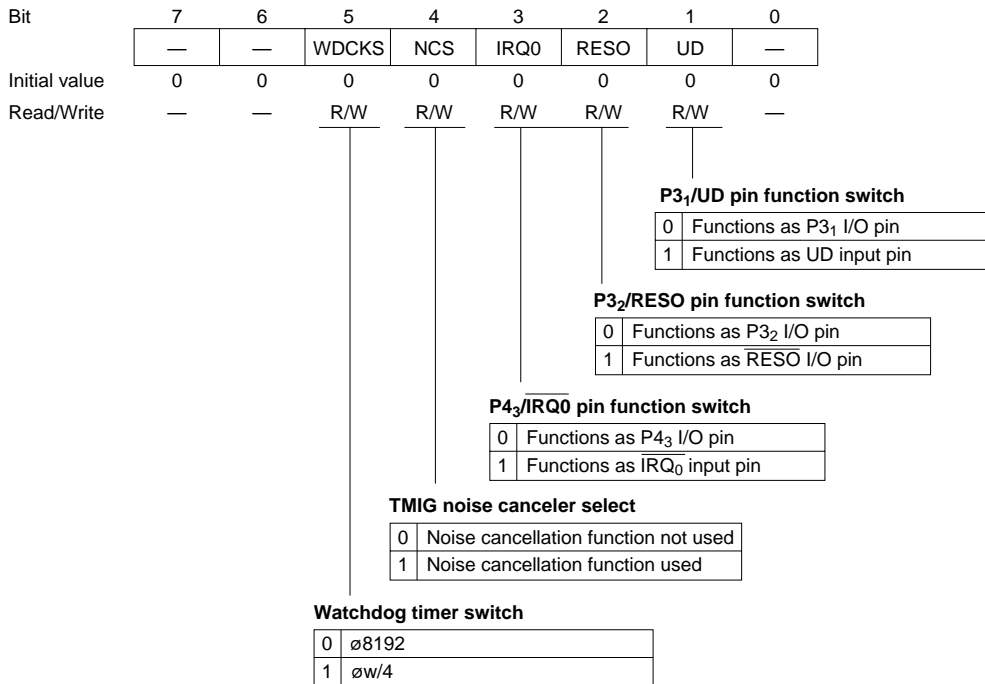 Bit 7 6 5 4 3 2 1 0
— — WDCKS NCS IRQ0 RESO UD —
Initial value 0 0 0 0 0 0 0 0
Read/Write — — R/W R/W R/W R/W R/W —
P3₁/UD pin function switch
0 Functions as P3₁ I/O pin
1 Functions as UD input pin
P3₂/RESO pin function switch
0 Functions as P3₂ I/O pin
1 Functions as R̅E̅S̅O̅ I/O pin
P4₃/I̅R̅Q̅0̅ pin function switch
0 Functions as P4₃ I/O pin
1 Functions as I̅R̅Q̅₀̅ input pin
TMIG noise canceler select
0 Noise cancellation function not used
1 Noise cancellation function used
Watchdog timer switch
0 ø8192
1 øw/4